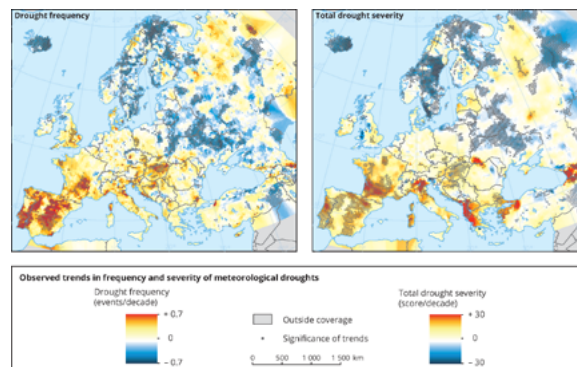 Drought frequency
Total drought severity
Observed trends in frequency and severity of meteorological droughts
Drought frequency
(events/decade)
+ 0.7
0
– 0.7
Outside coverage
Significance of trends
0 500 1 000 1 500 km
Total drought severity
(score/decade)
+ 30
0
– 30